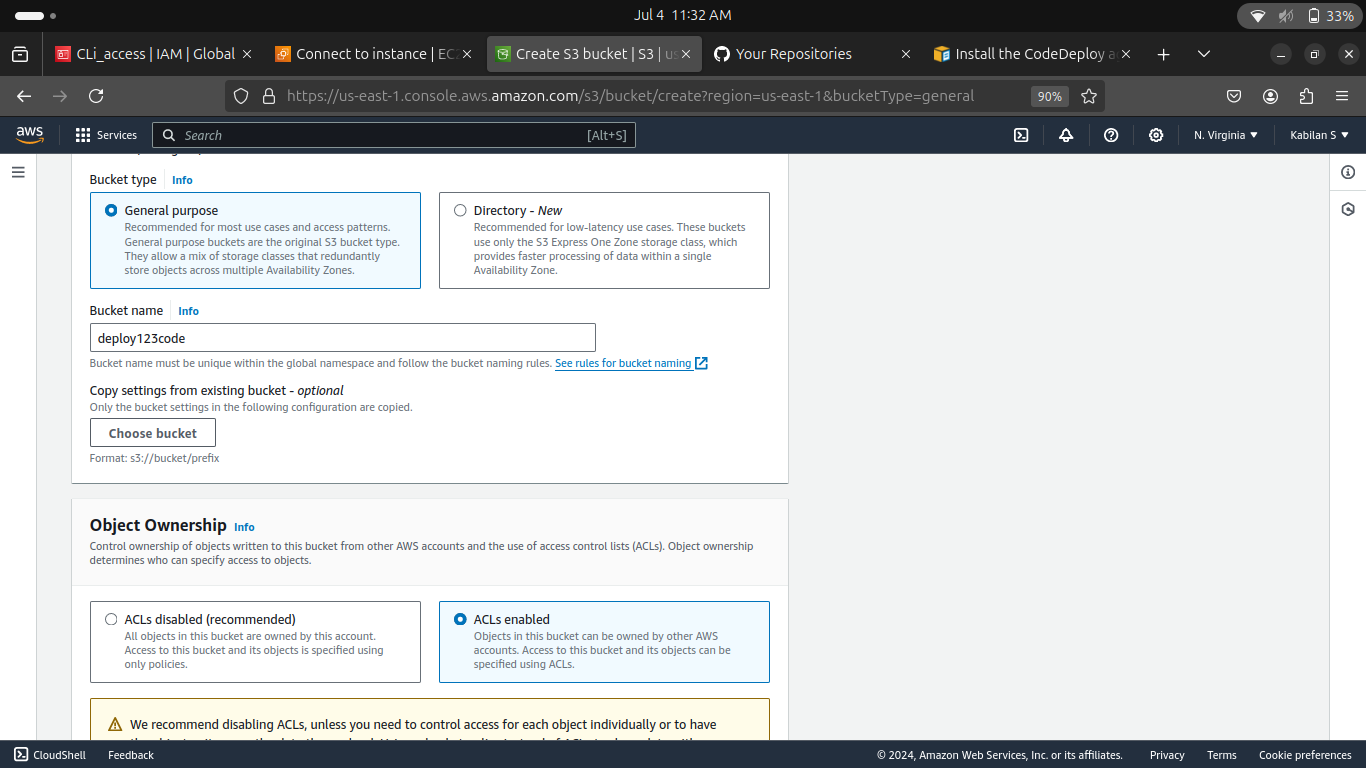 Jul 4 11:32 AM
33%
CLi_access | IAM | Global
Connect to instance | EC2
Create S3 bucket | S3 | us
Your Repositories
Install the CodeDeploy a
https://us-east-1.console.aws.amazon.com/s3/bucket/create?region=us-east-1&bucketType=general
90%
aws
Services
Search
[Alt+S]
N. Virginia
Kabilan S
Bucket type
Info
General purpose
Recommended for most use cases and access patterns.
General purpose buckets are the original S3 bucket type.
They allow a mix of storage classes that redundantly
store objects across multiple Availability Zones.
Directory - New
Recommended for low-latency use cases. These buckets
use only the S3 Express One Zone storage class, which
provides faster processing of data within a single
Availability Zone.
Bucket name
Info
deploy123code
Bucket name must be unique within the global namespace and follow the bucket naming rules. See rules for bucket naming
Copy settings from existing bucket - optional
Only the bucket settings in the following configuration are copied.
Choose bucket
Format: s3://bucket/prefix
Object Ownership
Info
Control ownership of objects written to this bucket from other AWS accounts and the use of access control lists (ACLs). Object ownership
determines who can specify access to objects.
ACLs disabled (recommended)
All objects in this bucket are owned by this account.
Access to this bucket and its objects is specified using
only policies.
ACLs enabled
Objects in this bucket can be owned by other AWS
accounts. Access to this bucket and its objects can be
specified using ACLs.
We recommend disabling ACLs, unless you need to control access for each object individually or to have
CloudShell
Feedback
© 2024, Amazon Web Services, Inc. or its affiliates.
Privacy
Terms
Cookie preferences